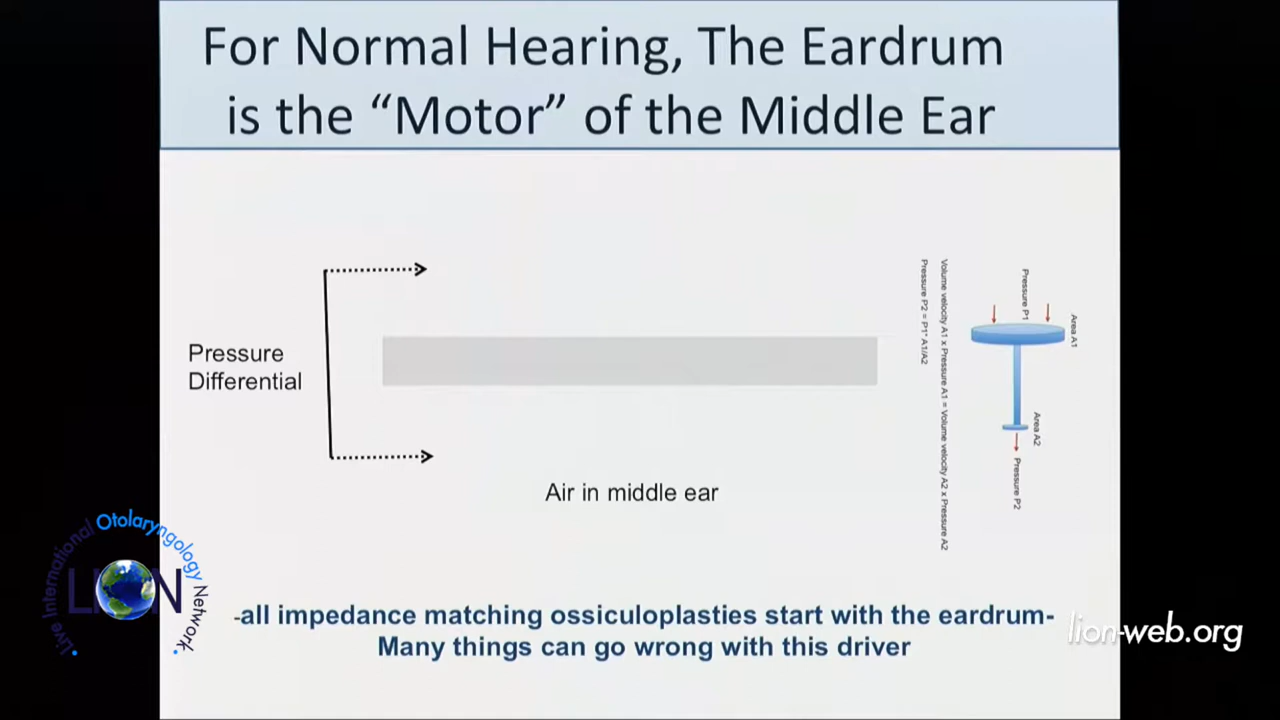 For Normal Hearing, The Eardrum
is the “Motor” of the Middle Ear
Pressure
Differential
Air in middle ear
Pressure P2 = P1* A1/A2
Volume velocity A1 x Pressure A1 = Volume velocity A2 x Pressure A2
Pressure P1
Area A1
Area A2
Pressure P2
-all impedance matching ossiculoplasties start with the eardrum-
Many things can go wrong with this driver
Live International Otolaryngology Network
LION
lion-web.org